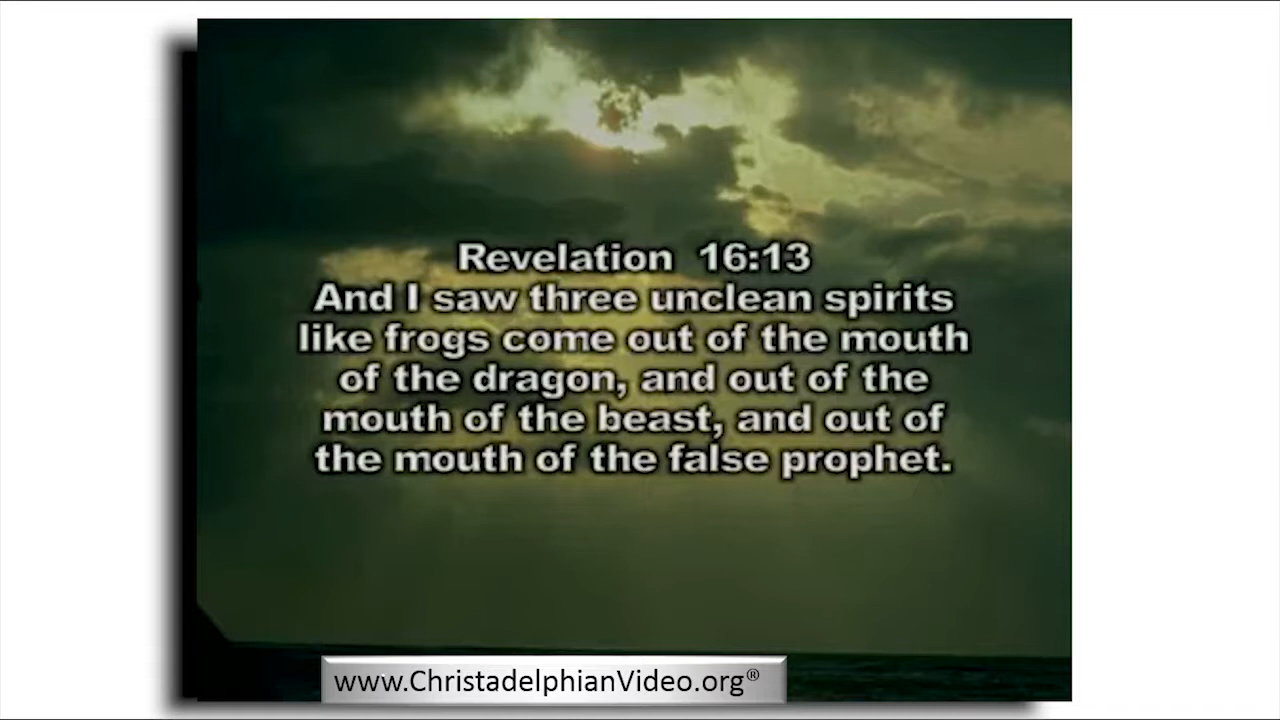 Revelation 16:13
And I saw three unclean spirits
like frogs come out of the mouth
of the dragon, and out of the
mouth of the beast, and out of
the mouth of the false prophet.
www.ChristadelphianVideo.org®